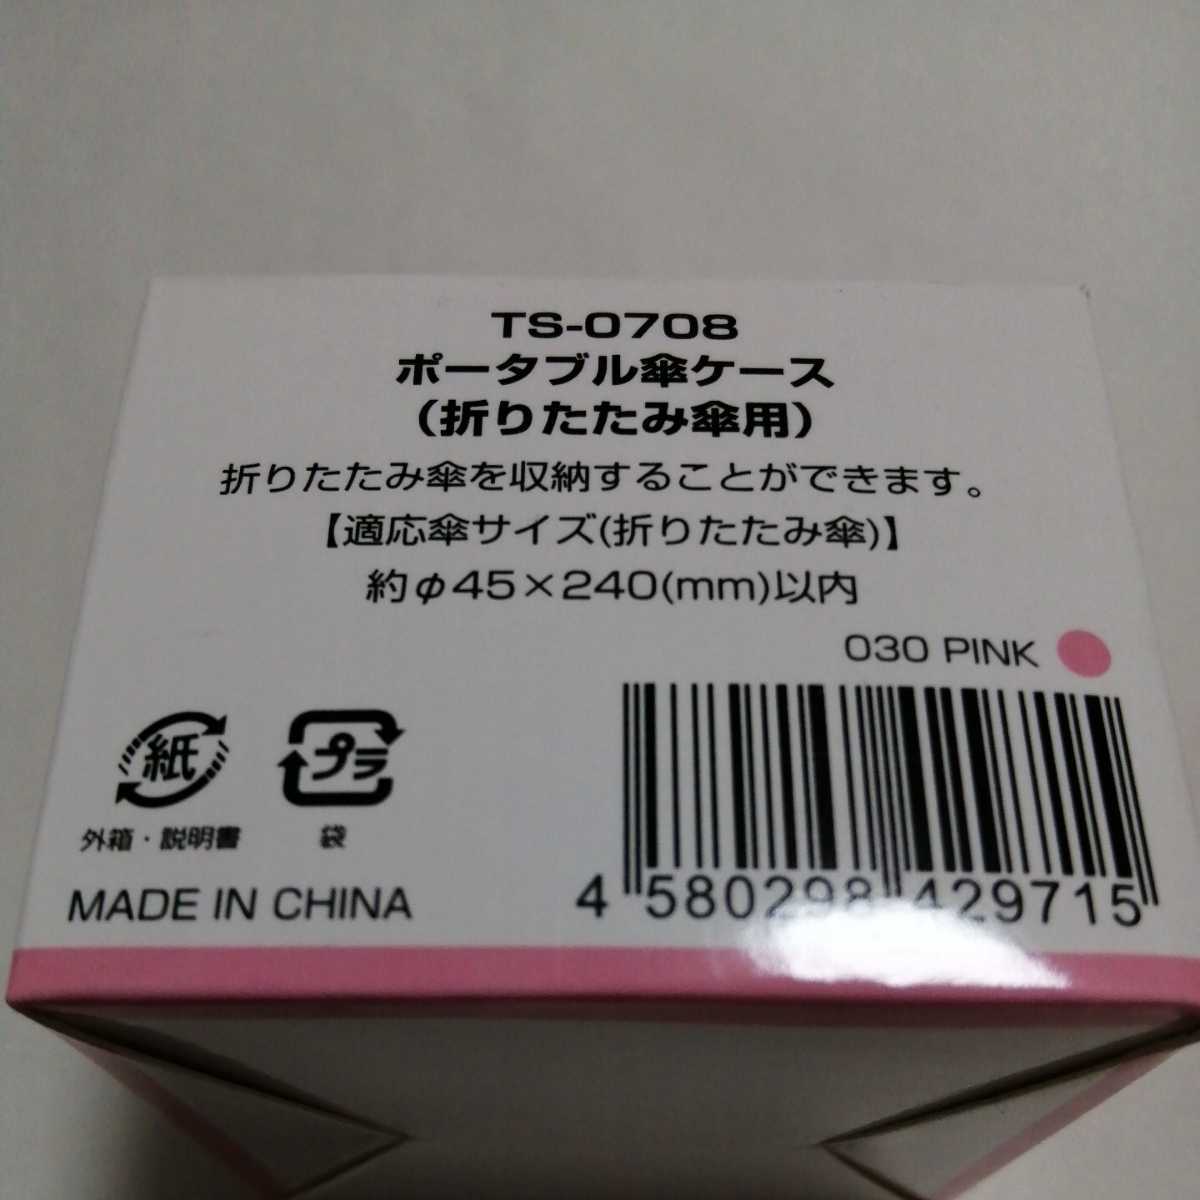 TS-0708
ポータブル傘ケース
（折りたたみ傘用）
折りたたみ傘を収納することができます。
【適応傘サイズ(折りたたみ傘)】
約φ45×240(mm)以内
030 PINK
紙
プラ
外箱・説明書
袋
MADE IN CHINA
4 580298 429715